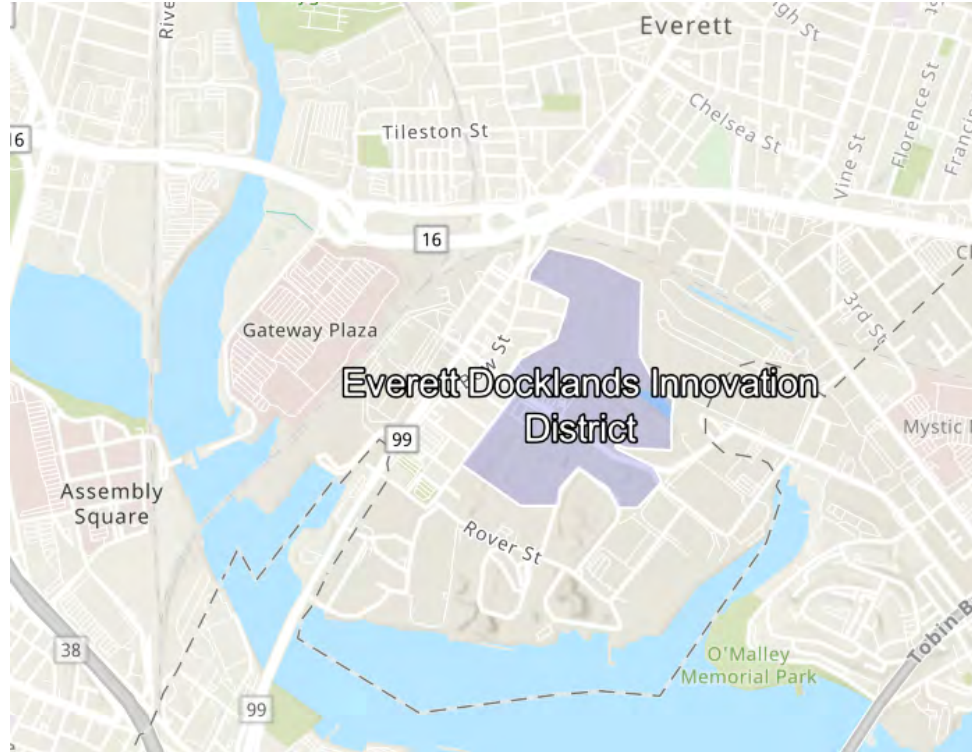 Everett
Tileston St
Chelsea St
Vine St
Florence St
16
16
3rd St
Gateway Plaza
Everett Docklands Innovation
District
99
Assembly
Square
Rover St
O'Malley
Memorial Park
38
99